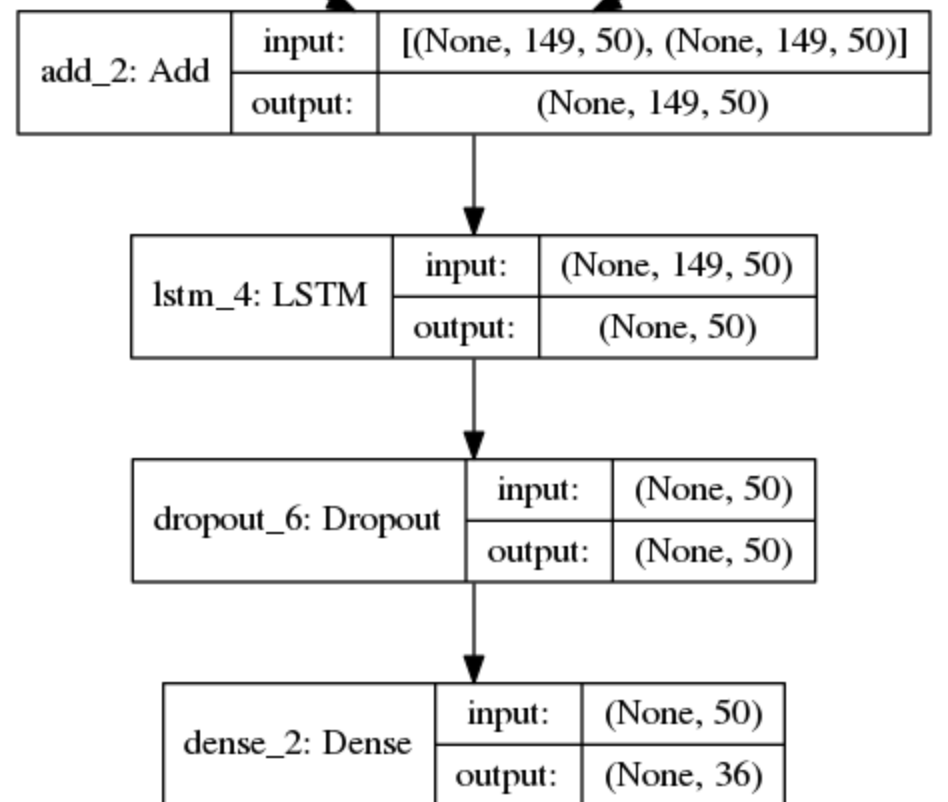 add_2: Add
input:
[(None, 149, 50), (None, 149, 50)]
output:
(None, 149, 50)
lstm_4: LSTM
input:
(None, 149, 50)
output:
(None, 50)
dropout_6: Dropout
input:
(None, 50)
output:
(None, 50)
dense_2: Dense
input:
(None, 50)
output:
(None, 36)